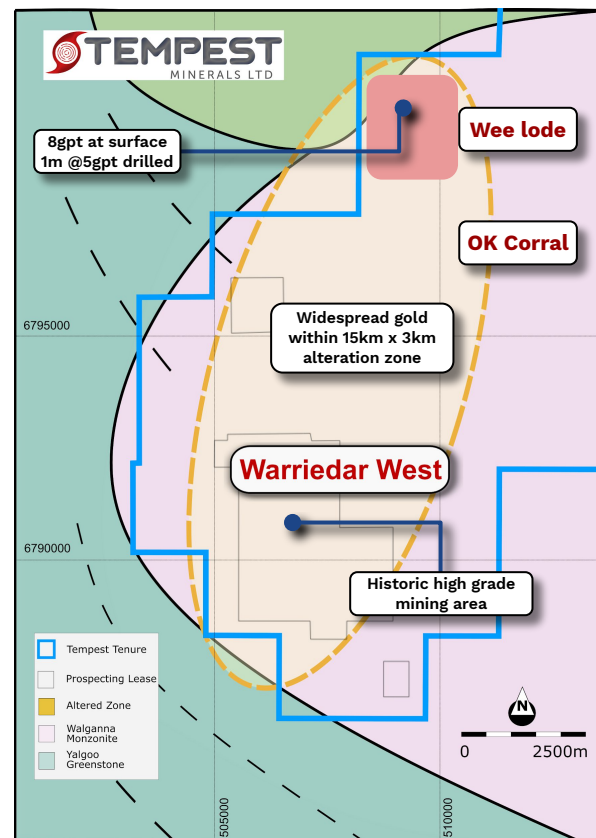 TEMPEST
MINERALS LTD
8gpt at surface
1m @5gpt drilled
Wee lode
OK Corral
6795000
Widespread gold
within 15km x 3km
alteration zone
Warriedar West
6790000
Historic high grade
mining area
Tempest Tenure
Prospecting Lease
Altered Zone
Walganna
Monzonite
Yalgoo
Greenstone
N
0 2500m
505000
510000